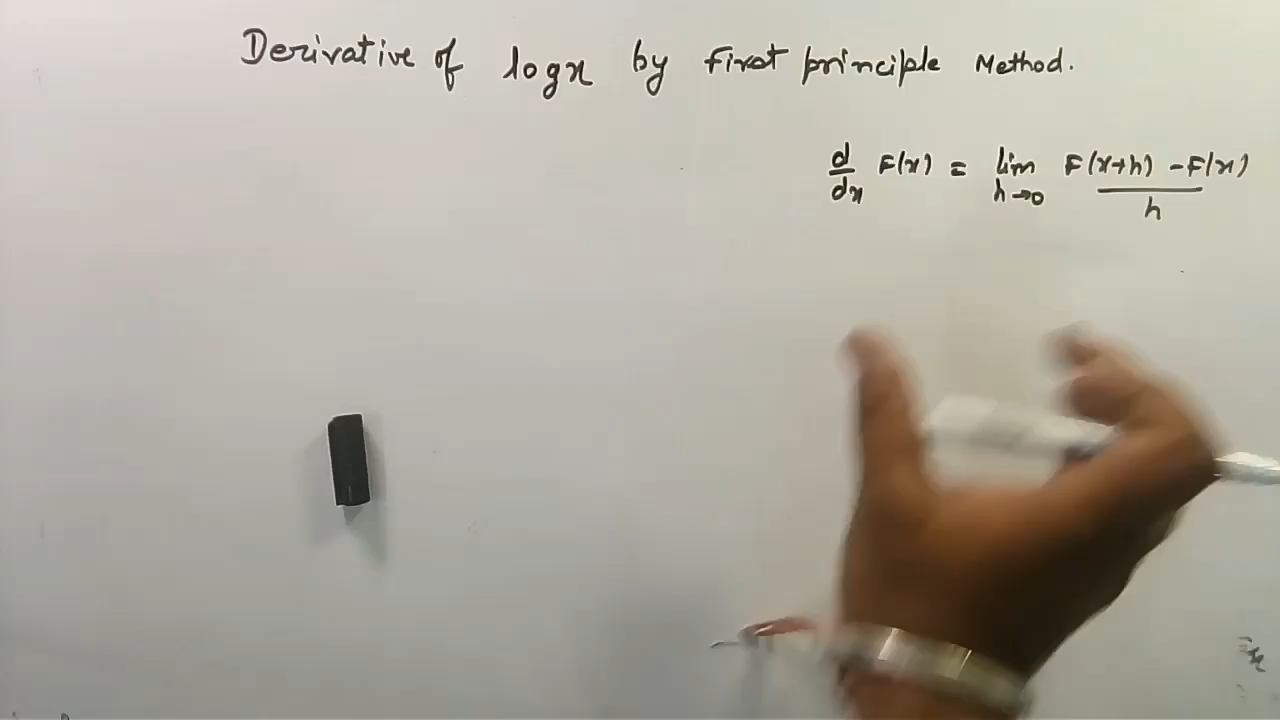 Derivative of logx by First principle Method.
d/dx F(x) = lim h→0 F(x+h) - F(x) / h